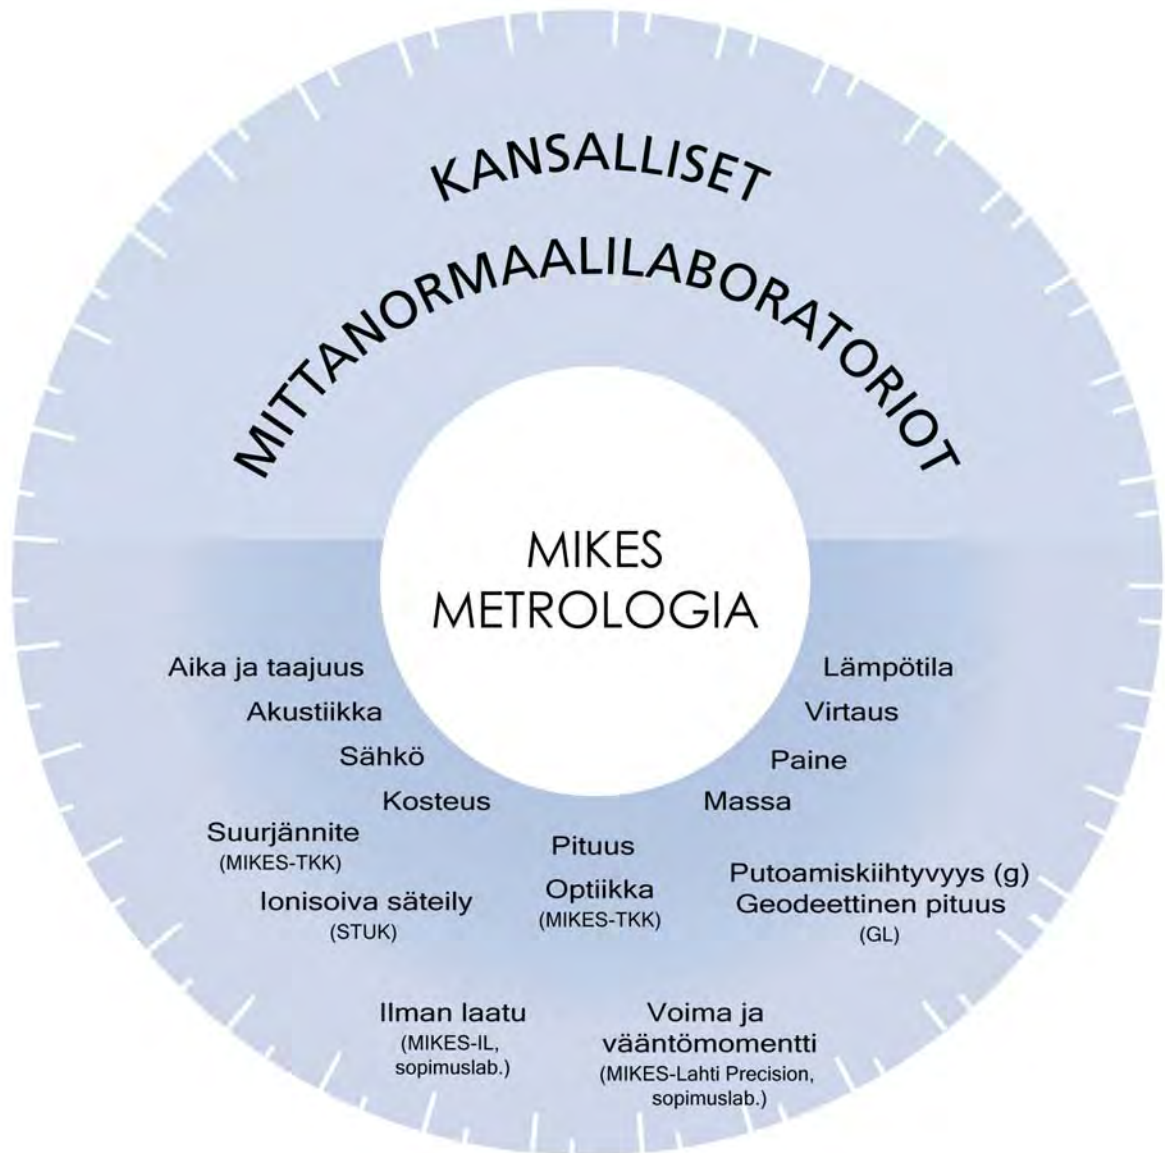 KANSALLISET
MITTANORMAALILABORATORIOT
MIKES
METROLOGIA
Aika ja taajuus
Akustiikka
Sähkö
Kosteus
Suurjännite
(MIKES-TKK)
Ionisoiva säteily
(STUK)
Pituus
Optiikka
(MIKES-TKK)
Lämpötila
Virtaus
Paine
Massa
Putoamiskiihtyvyys (g)
Geodeettinen pituus
(GL)
Ilman laatu
(MIKES-IL,
sopimuslab.)
Voima ja
vääntömomentti
(MIKES-Lahti Precision,
sopimuslab.)